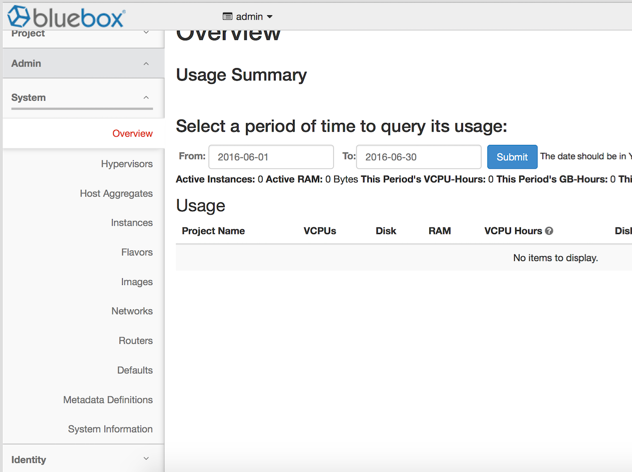 bluebox
admin
Project
Overview
Admin
Usage Summary
System
Select a period of time to query its usage:
Overview
From: 2016-06-01 To: 2016-06-30 Submit The date should be in Y
Hypervisors
Active Instances: 0 Active RAM: 0 Bytes This Period's VCPU-Hours: 0 This Period's GB-Hours: 0 Thi
Host Aggregates
Usage
Instances
Project Name VCPUs Disk RAM VCPU Hours Disk
Flavors
No items to display.
Images
Networks
Routers
Defaults
Metadata Definitions
System Information
Identity